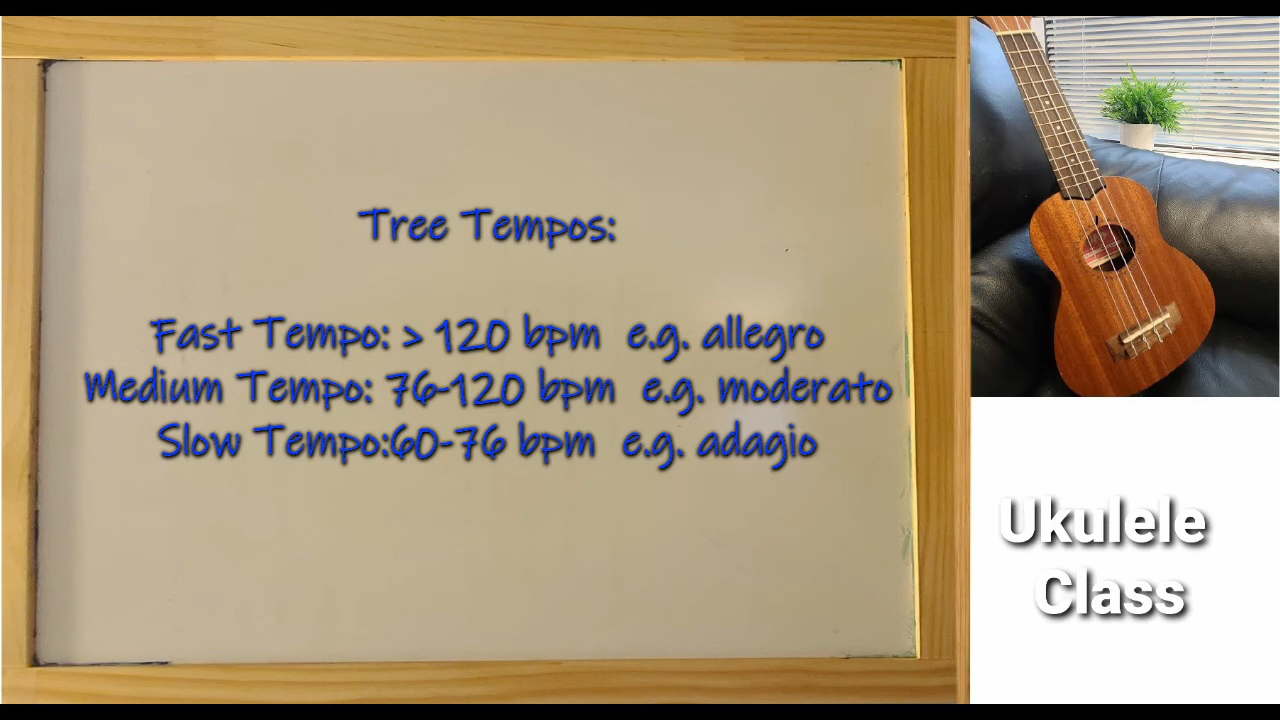 Tree Tempos:
Fast Tempo: > 120 bpm e.g. allegro
Medium Tempo: 76-120 bpm e.g. moderato
Slow Tempo:60-76 bpm e.g. adagio
Ukulele
Class